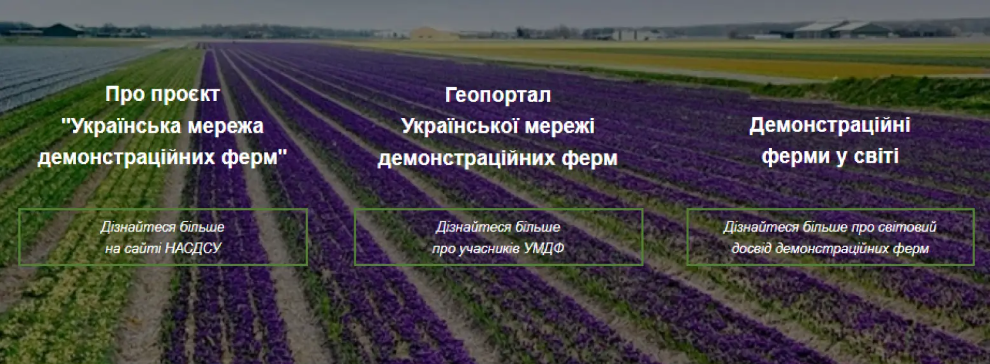 Про проєкт
"Українська мережа
демонстраційних ферм"
Дізнайтеся більше
на сайті НАСДСУ
Геопортал
Української мережі
демонстраційних ферм
Дізнайтеся більше
про учасників УМДФ
Демонстраційні
ферми у світі
Дізнайтеся більше про світовий
досвід демонстраційних ферм